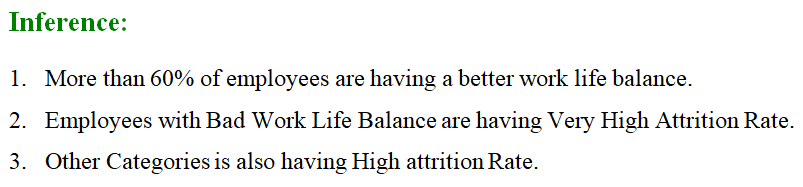 Inference:
1. More than 60% of employees are having a better work life balance.
2. Employees with Bad Work Life Balance are having Very High Attrition Rate.
3. Other Categories is also having High attrition Rate.